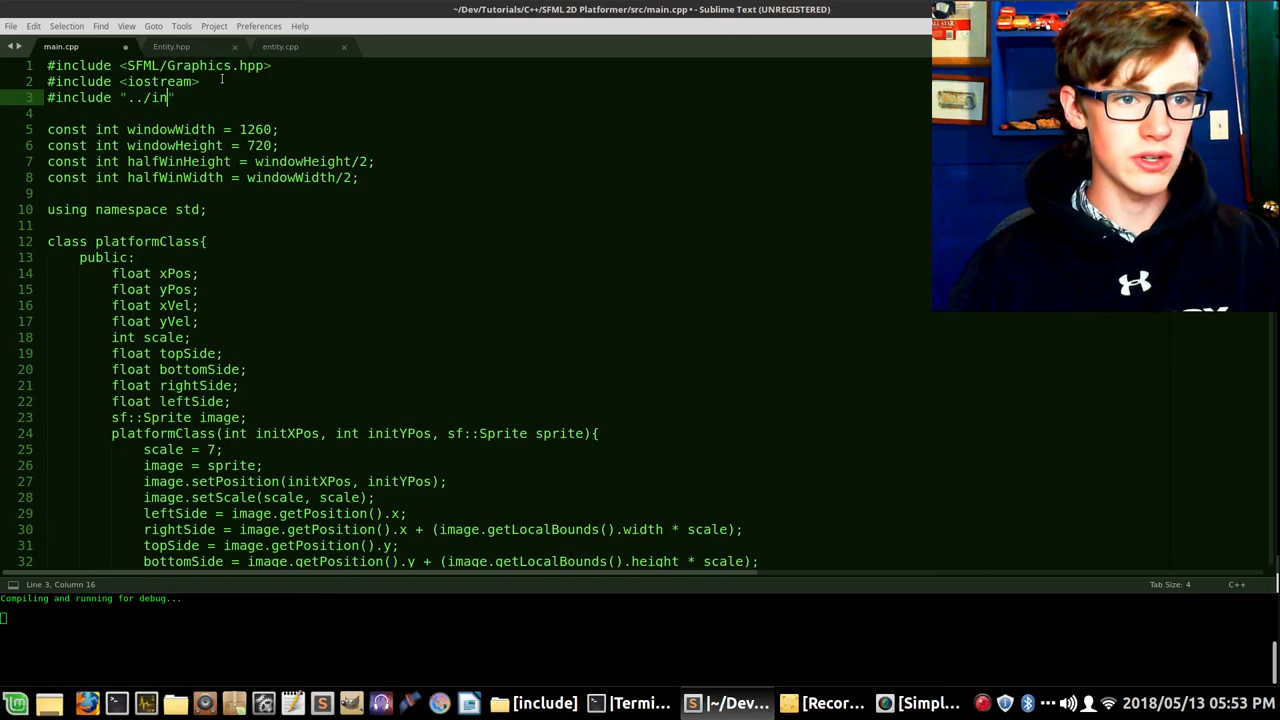 ~/Dev/Tutorials/C++/SFML 2D Platformer/src/main.cpp • - Sublime Text (UNREGISTERED)
File Edit Selection Find View Goto Tools Project Preferences Help
main.cpp Entity.hpp entity.cpp
1 #include <SFML/Graphics.hpp>
2 #include <iostream>
3 #include "../in"
4
5 const int windowWidth = 1260;
6 const int windowHeight = 720;
7 const int halfWinHeight = windowHeight/2;
8 const int halfWinWidth = windowWidth/2;
9
10 using namespace std;
11
12 class platformClass{
13 public:
14 float xPos;
15 float yPos;
16 float xVel;
17 float yVel;
18 int scale;
19 float topSide;
20 float bottomSide;
21 float rightSide;
22 float leftSide;
23 sf::Sprite image;
24 platformClass(int initXPos, int initYPos, sf::Sprite sprite){
25 scale = 7;
26 image = sprite;
27 image.setPosition(initXPos, initYPos);
28 image.setScale(scale, scale);
29 leftSide = image.getPosition().x;
30 rightSide = image.getPosition().x + (image.getLocalBounds().width * scale);
31 topSide = image.getPosition().y;
32 bottomSide = image.getPosition().y + (image.getLocalBounds().height * scale);
Line 3, Column 16 Tab Size: 4 C++
Compiling and running for debug...
[include] [Termi... [~/Dev... [Recor... [Simpl... 2018/05/13 05:53 PM